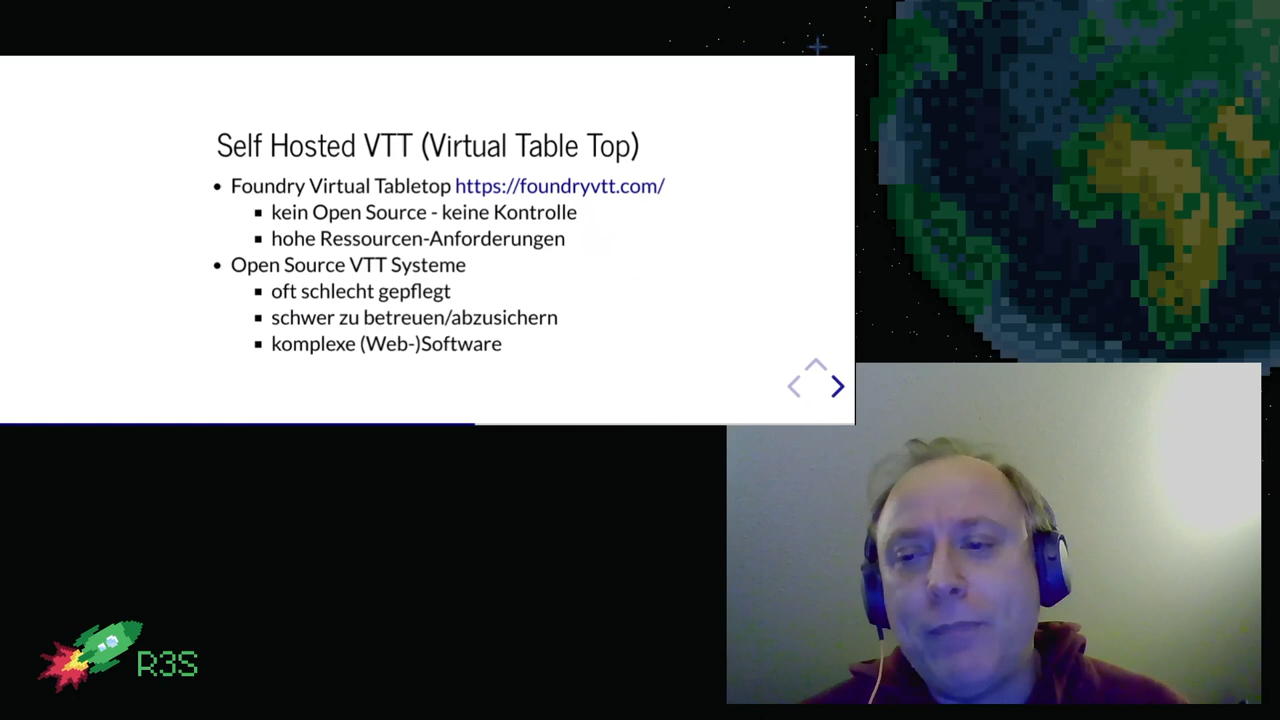 Self Hosted VTT (Virtual Table Top)
Foundry Virtual Tabletop https://foundryvtt.com/
kein Open Source - keine Kontrolle
hohe Ressourcen-Anforderungen
Open Source VTT Systeme
oft schlecht gepflegt
schwer zu betreuen/abzusichern
komplexe (Web-)Software
R3S